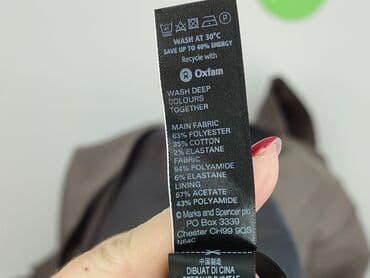 WASH AT 30°C
SAVE UP TO 40% ENERGY
Recycle with
Oxfam
WASH DEEP
COLOURS
TOGETHER
MAIN FABRIC
63% POLYESTER
35% COTTON
2% ELASTANE
FABRIC
94% POLYAMIDE
6% ELASTANE
LINING
57% ACETATE
43% POLYAMIDE
© Marks and Spencer plc
PO Box 3339
Chester CH99 9QS
N64C
中国制造
DIBUAT DI CINA